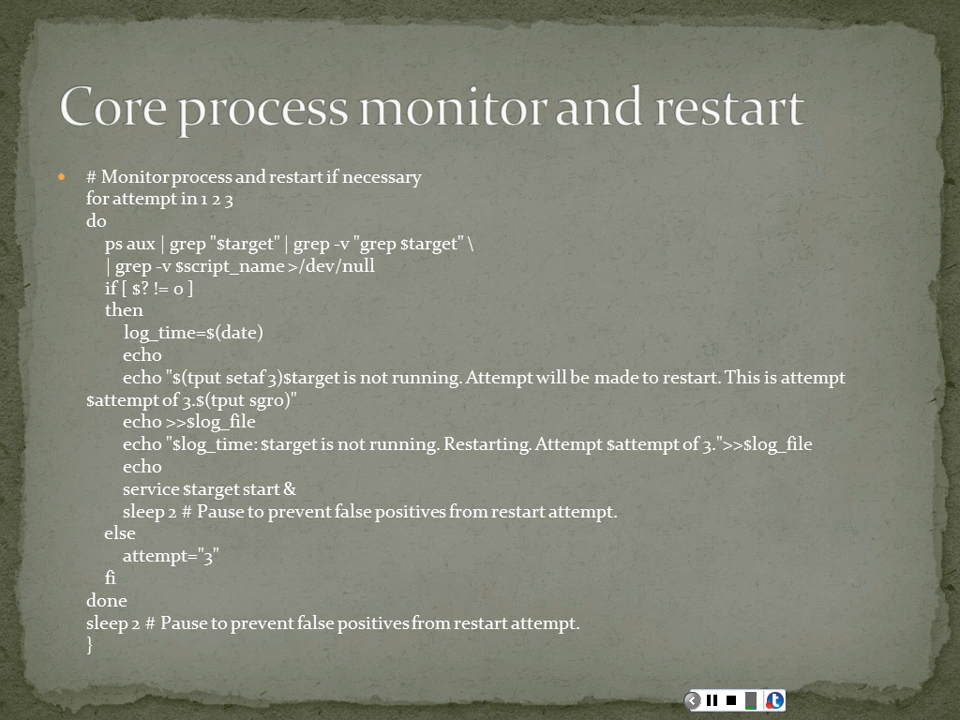 Core process monitor and restart
# Monitor process and restart if necessary
for attempt in 1 2 3
do
ps aux | grep "$target" | grep -v "grep $target" \
| grep -v $script_name >/dev/null
if [ $? != 0 ]
then
log_time=$(date)
echo
echo "$(tput setaf 3)$target is not running. Attempt will be made to restart. This is attempt
$attempt of 3.$(tput sgr0)"
echo >>$log_file
echo "$log_time: $target is not running. Restarting. Attempt $attempt of 3.">>$log_file
echo
service $target start &
sleep 2 # Pause to prevent false positives from restart attempt.
else
attempt="3"
fi
done
sleep 2 # Pause to prevent false positives from restart attempt.
}
t